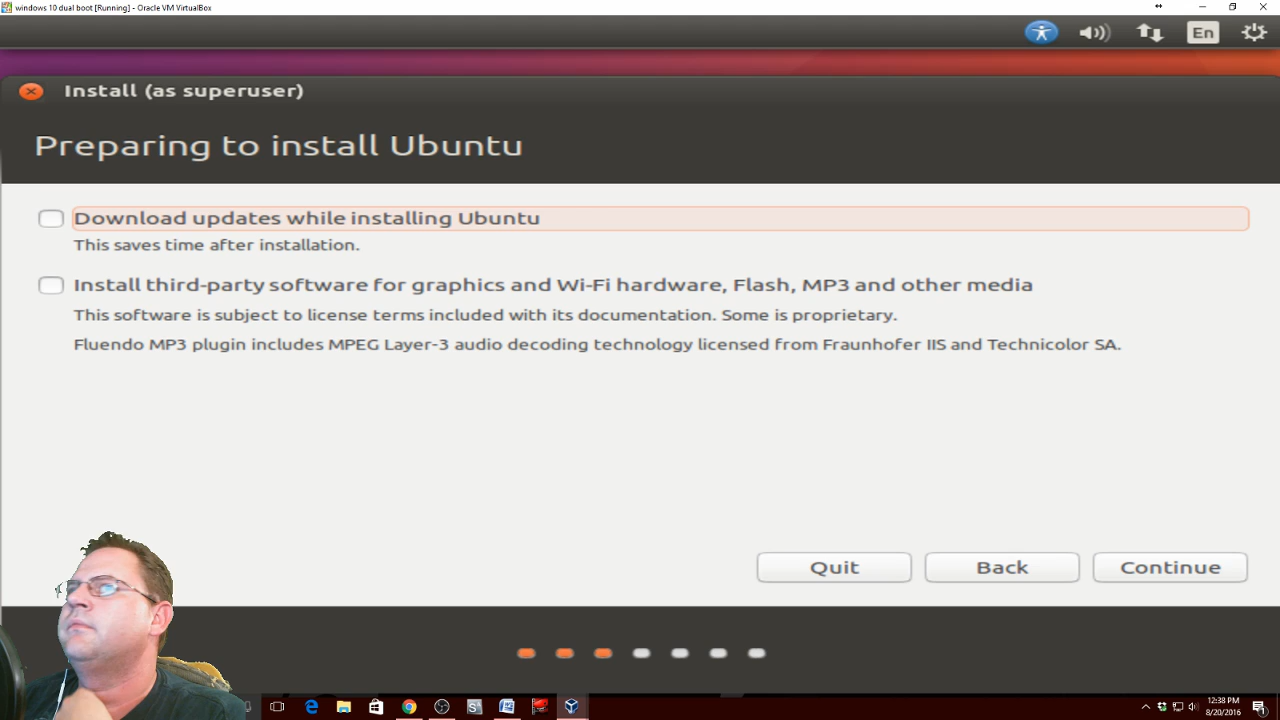 windows 10 dual boot [Running] - Oracle VM VirtualBox
En
Install (as superuser)
Preparing to install Ubuntu
Download updates while installing Ubuntu
This saves time after installation.
Install third-party software for graphics and Wi-Fi hardware, Flash, MP3 and other media
This software is subject to license terms included with its documentation. Some is proprietary.
Fluendo MP3 plugin includes MPEG Layer-3 audio decoding technology licensed from Fraunhofer IIS and Technicolor SA.
Quit
Back
Continue
12:38 PM
8/20/2016